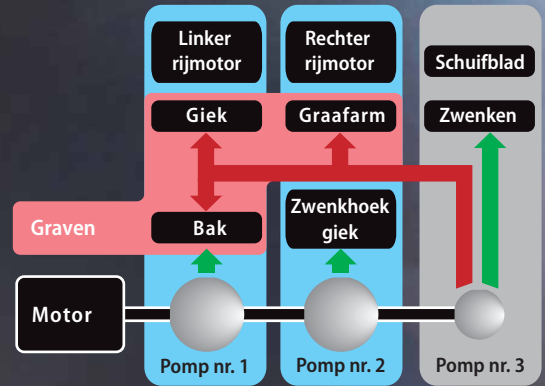 Linker
rijmotor
Rechter
rijmotor
Schuifblad
Giek
Graafarm
Zwenken
Graven
Bak
Zwenkhoek
giek
Motor
Pomp nr. 1
Pomp nr. 2
Pomp nr. 3